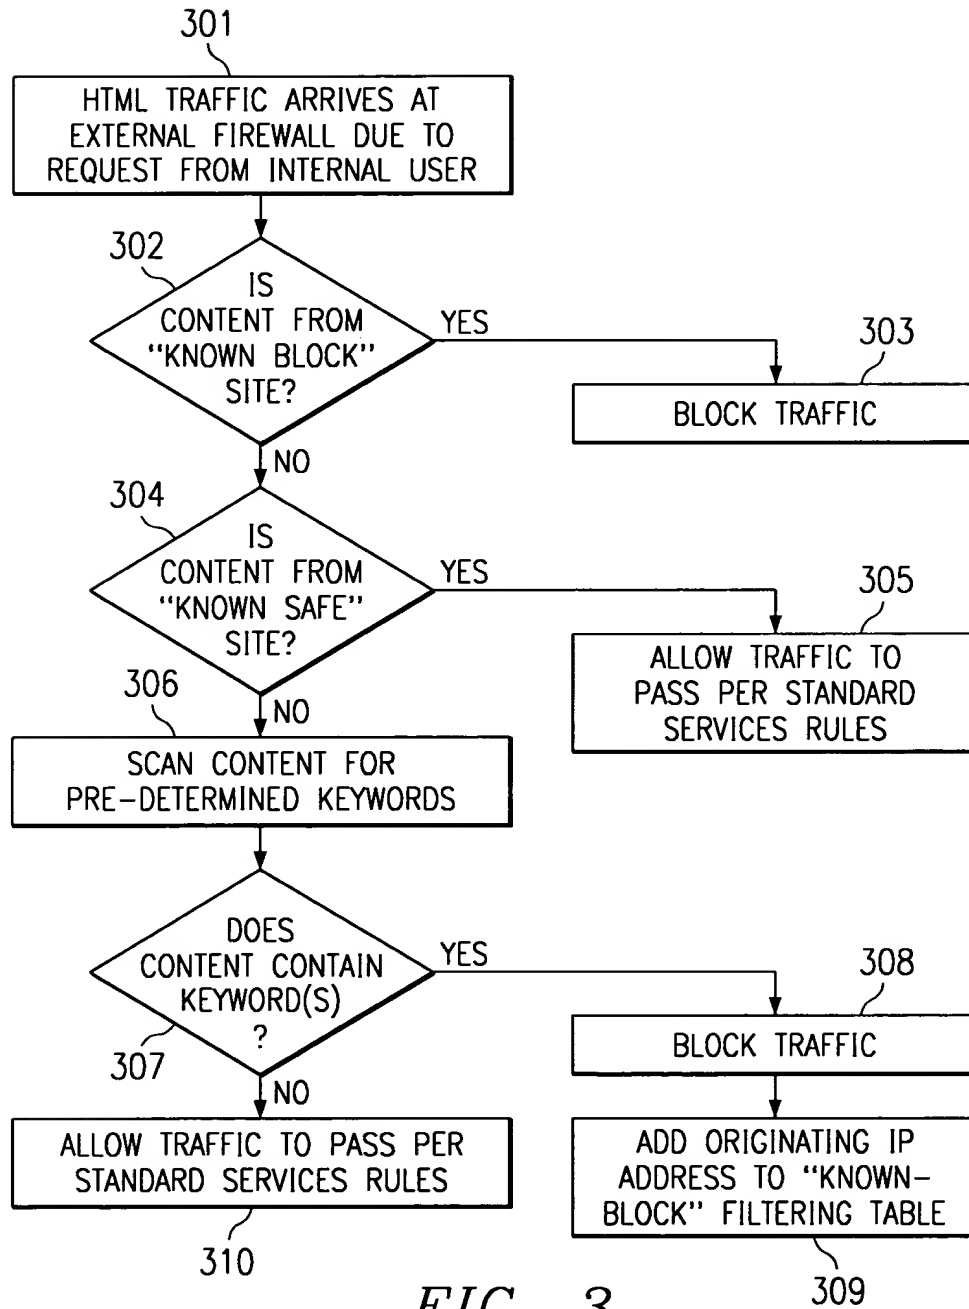 301
HTML TRAFFIC ARRIVES AT
EXTERNAL FIREWALL DUE TO
REQUEST FROM INTERNAL USER
302
IS
CONTENT FROM
"KNOWN BLOCK"
SITE?
YES
303
BLOCK TRAFFIC
NO
304
IS
CONTENT FROM
"KNOWN SAFE"
SITE?
YES
305
ALLOW TRAFFIC TO
PASS PER STANDARD
SERVICES RULES
NO
306
SCAN CONTENT FOR
PRE-DETERMINED KEYWORDS
DOES
CONTENT CONTAIN
KEYWORD(S)
?
307
YES
308
BLOCK TRAFFIC
NO
ALLOW TRAFFIC TO PASS PER
STANDARD SERVICES RULES
310
ADD ORIGINATING IP
ADDRESS TO "KNOWN-
BLOCK" FILTERING TABLE
309
FIG. 3